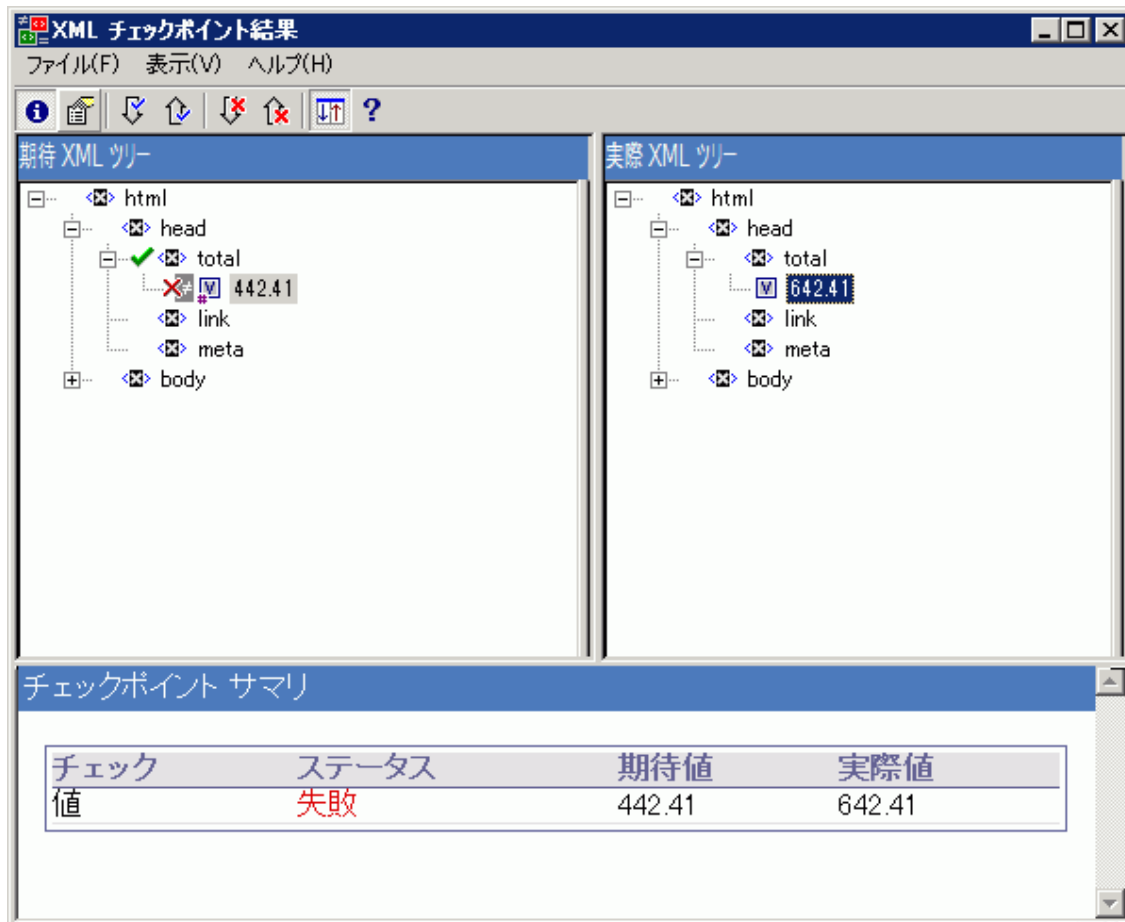 XML チェックポイント結果
ファイル(F) 表示(V) ヘルプ(H)
期待 XML ツリー
html
head
total
442.41
link
meta
body
実際 XML ツリー
html
head
total
642.41
link
meta
body
チェックポイント サマリ
チェック ステータス 期待値 実際値
値 失敗 442.41 642.41